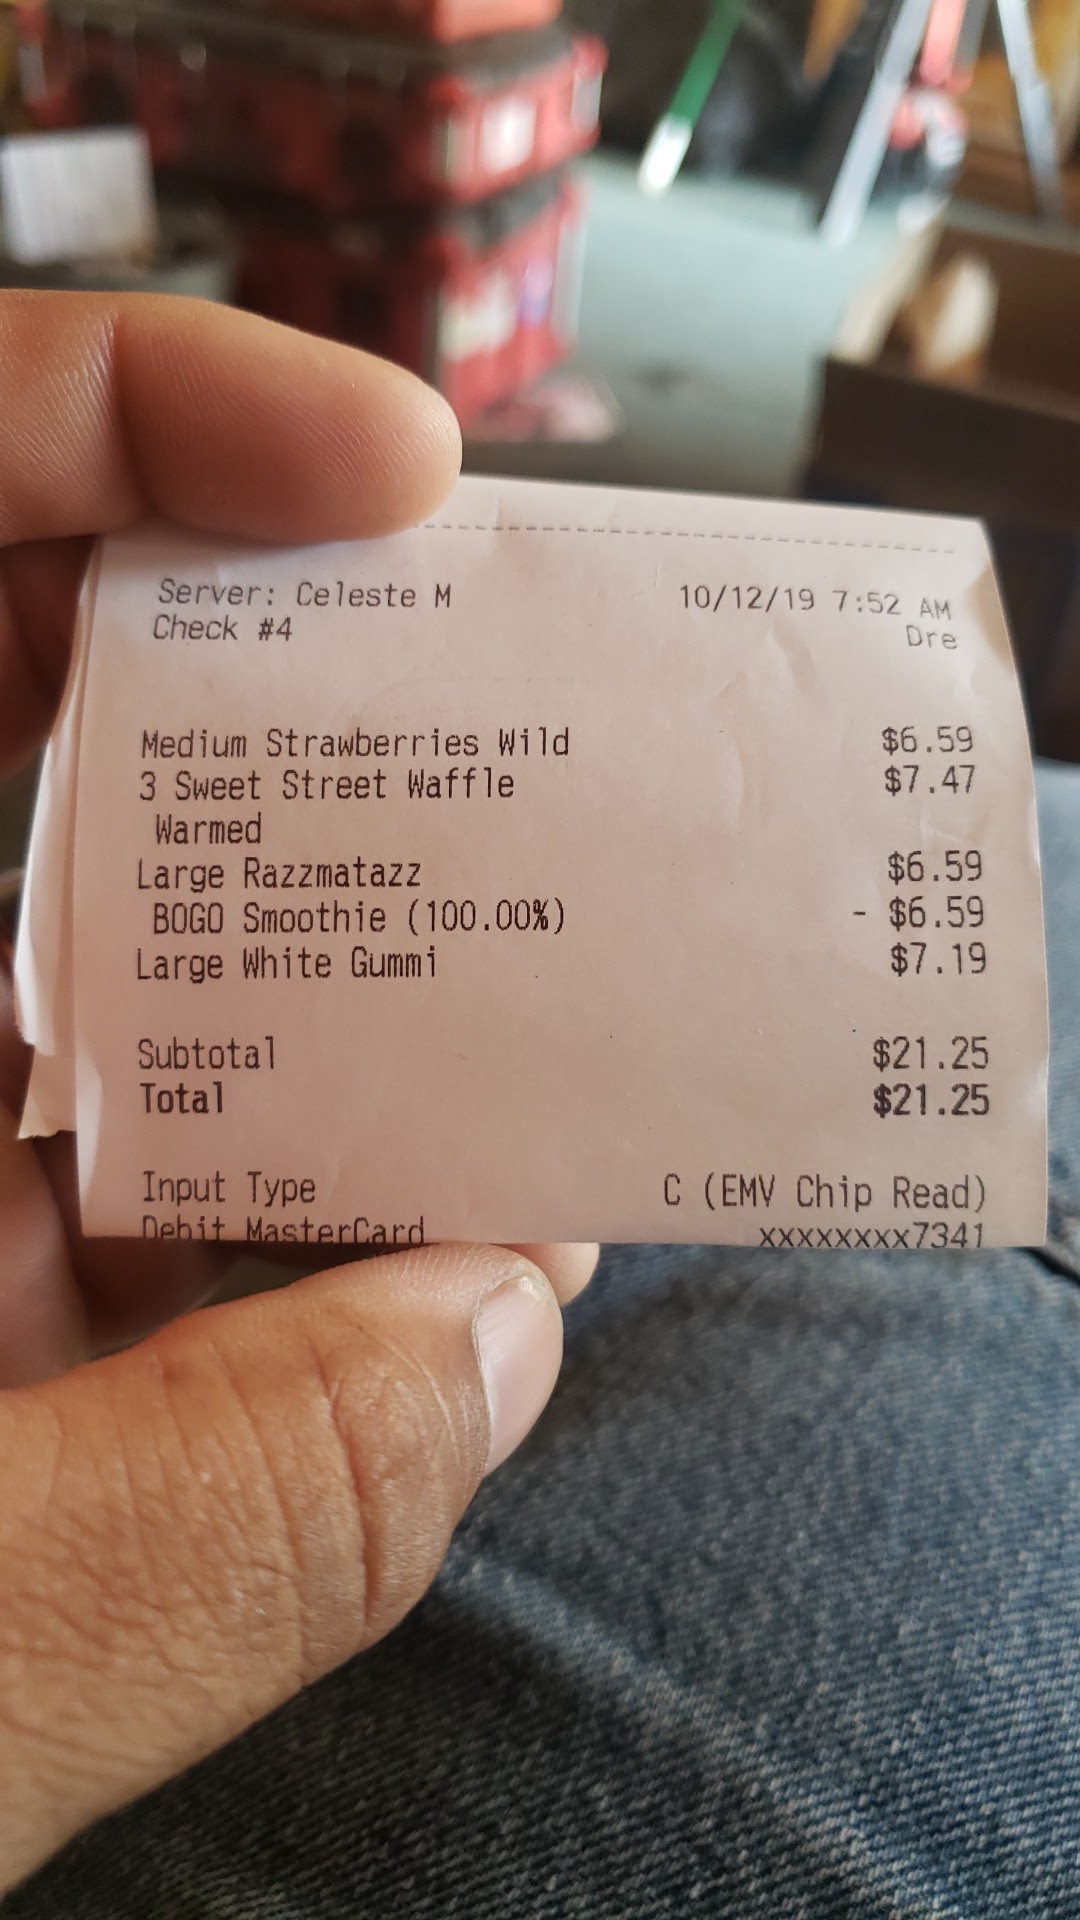 Server: Celeste M 10/12/19 7:52 AM
Check #4 Dre
Medium Strawberries Wild $6.59
3 Sweet Street Waffle $7.47
Warmed
Large Razzmatazz $6.59
BOGO Smoothie (100.00%) - $6.59
Large White Gummi $7.19
Subtotal $21.25
Total $21.25
Input Type C (EMV Chip Read)
Debit MasterCard xxxxxxxx7341